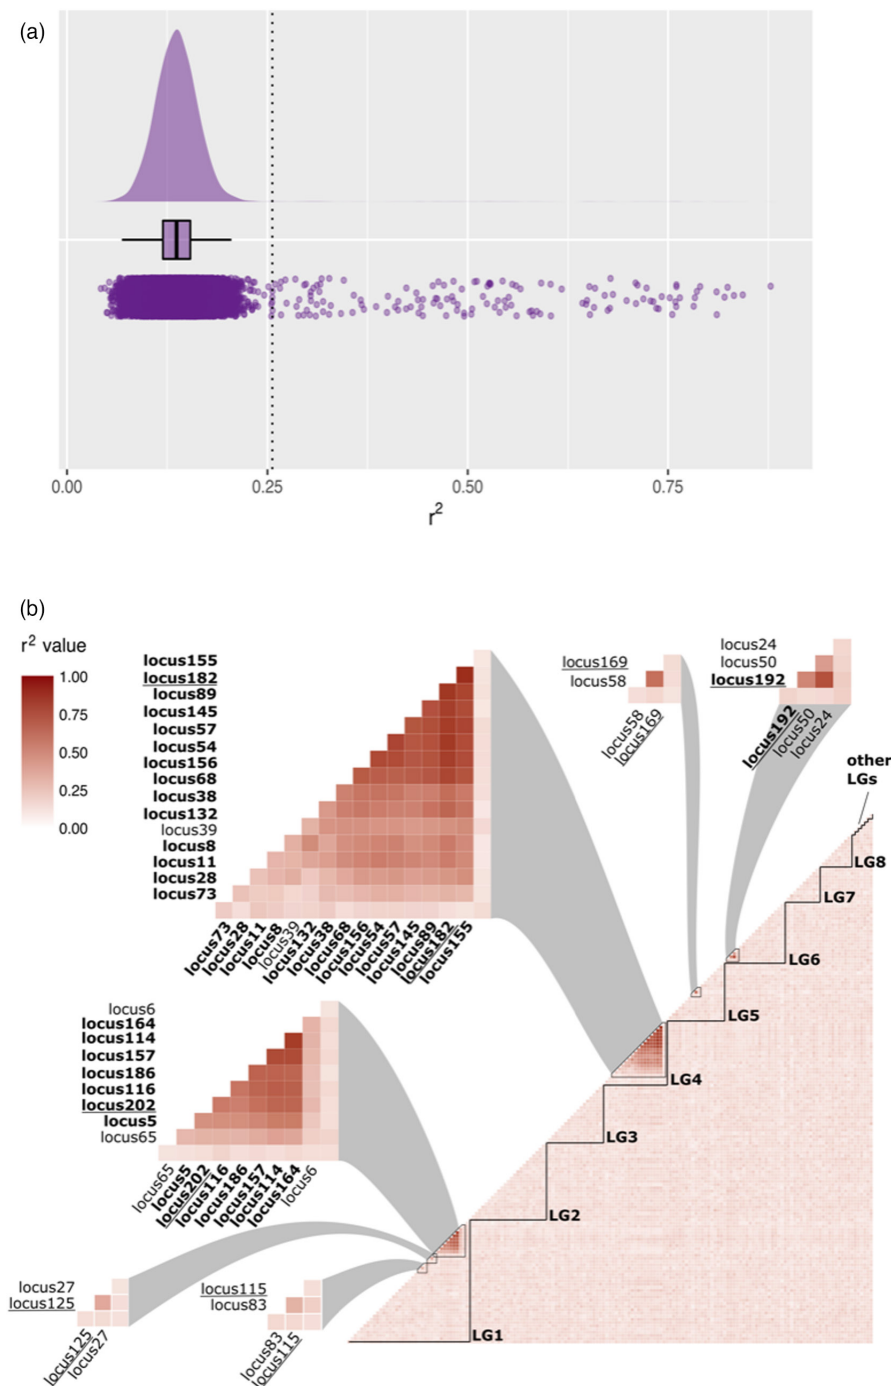 (a)
0.00
0.25
0.50
0.75
r²
(b)
r² value
1.00
0.75
0.50
0.25
0.00
locus155
locus182
locus89
locus145
locus57
locus54
locus156
locus68
locus38
locus132
locus39
locus8
locus11
locus28
locus73
locus73
locus28
locus11
locus8
locus39
locus132
locus38
locus68
locus156
locus54
locus57
locus145
locus89
locus182
locus155
locus169
locus58
locus58
locus169
locus24
locus50
locus192
locus192
locus50
locus24
other
LGs
LG8
LG7
LG6
LG5
LG4
LG3
LG2
LG1
locus6
locus164
locus114
locus157
locus186
locus116
locus202
locus5
locus65
locus65
locus5
locus202
locus116
locus186
locus157
locus114
locus164
locus6
locus27
locus125
locus125
locus27
locus115
locus83
locus83
locus115